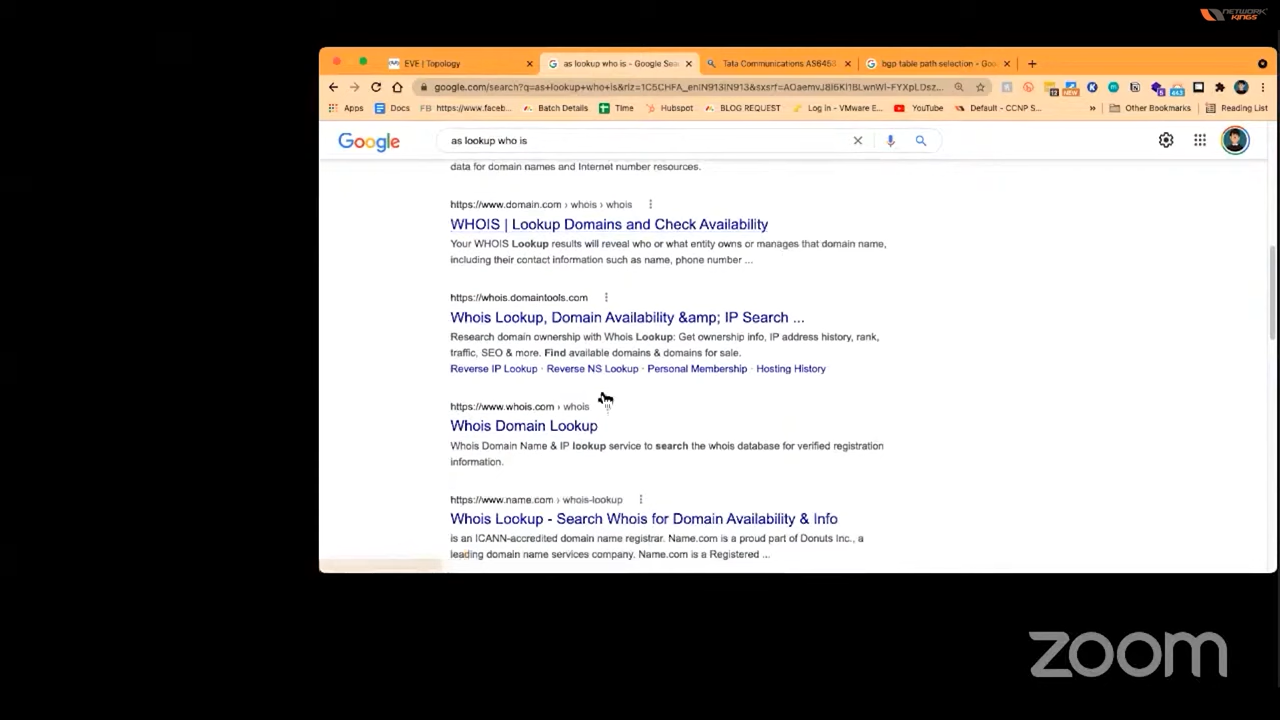 NETWORK
KINGS
EVE | Topology
as lookup who is - Google Sea
Tata Communications AS6453
bgp table path selection - Goo
google.com/search?q=as+lookup+who+is&rlz=1C5CHFA_enIN913IN913&sxsrf=
Apps
Docs
FB https://www.faceb...
Batch Details
Time
Hubspot
BLOG REQUEST
Log in - VMware E...
YouTube
Default - CCNP S...
»
Other Bookmarks
Reading List
Google
as lookup who is
data for domain names and Internet number resources.
https://www.domain.com › whois › whois
WHOIS | Lookup Domains and Check Availability
Your WHOIS Lookup results will reveal who or what entity owns or manages that domain name,
including their contact information such as name, phone number ...
https://whois.domaintools.com
Whois Lookup, Domain Availability &amp; IP Search ...
Research domain ownership with Whois Lookup: Get ownership info, IP address history, rank,
traffic, SEO & more. Find available domains & domains for sale.
Reverse IP Lookup · Reverse NS Lookup · Personal Membership · Hosting History
https://www.whois.com › whois
Whois Domain Lookup
Whois Domain Name & IP lookup service to search the whois database for verified registration
information.
https://www.name.com › whois-lookup
Whois Lookup - Search Whois for Domain Availability & Info
is an ICANN-accredited domain name registrar. Name.com is a proud part of Donuts Inc., a
leading domain name services company. Name.com is a Registered ...
zoom